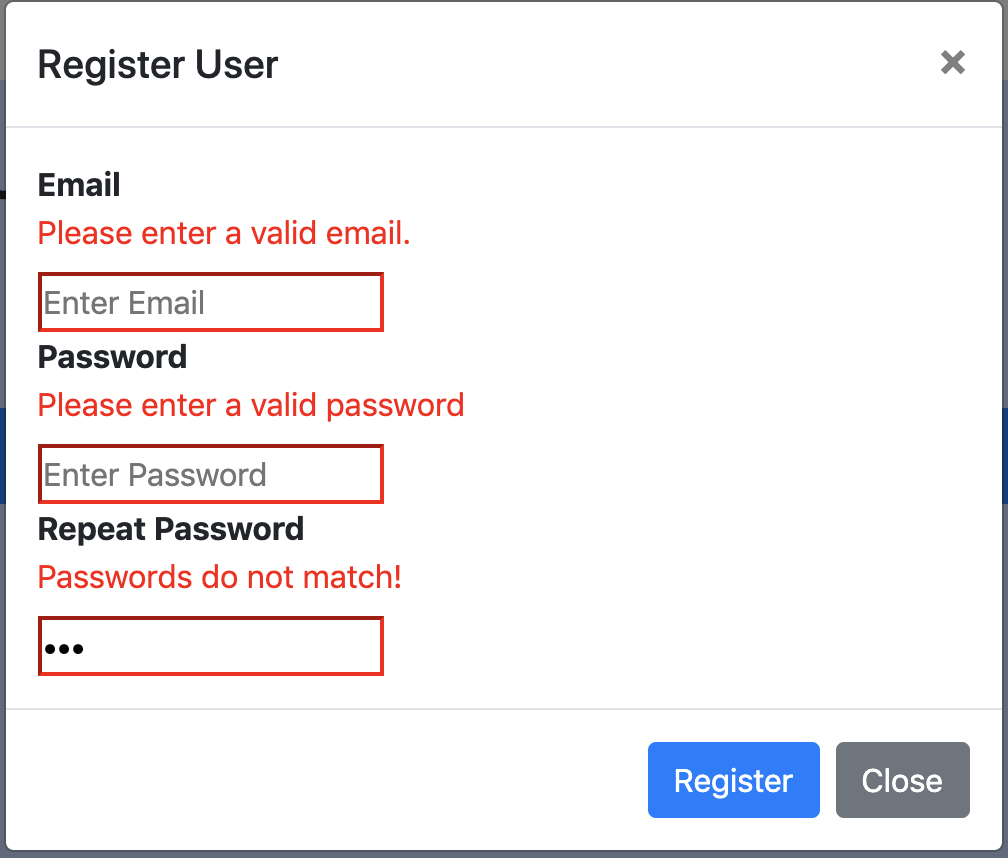 Register User ×
Email
Please enter a valid email.
Enter Email
Password
Please enter a valid password
Enter Password
Repeat Password
Passwords do not match!
•••
Register Close